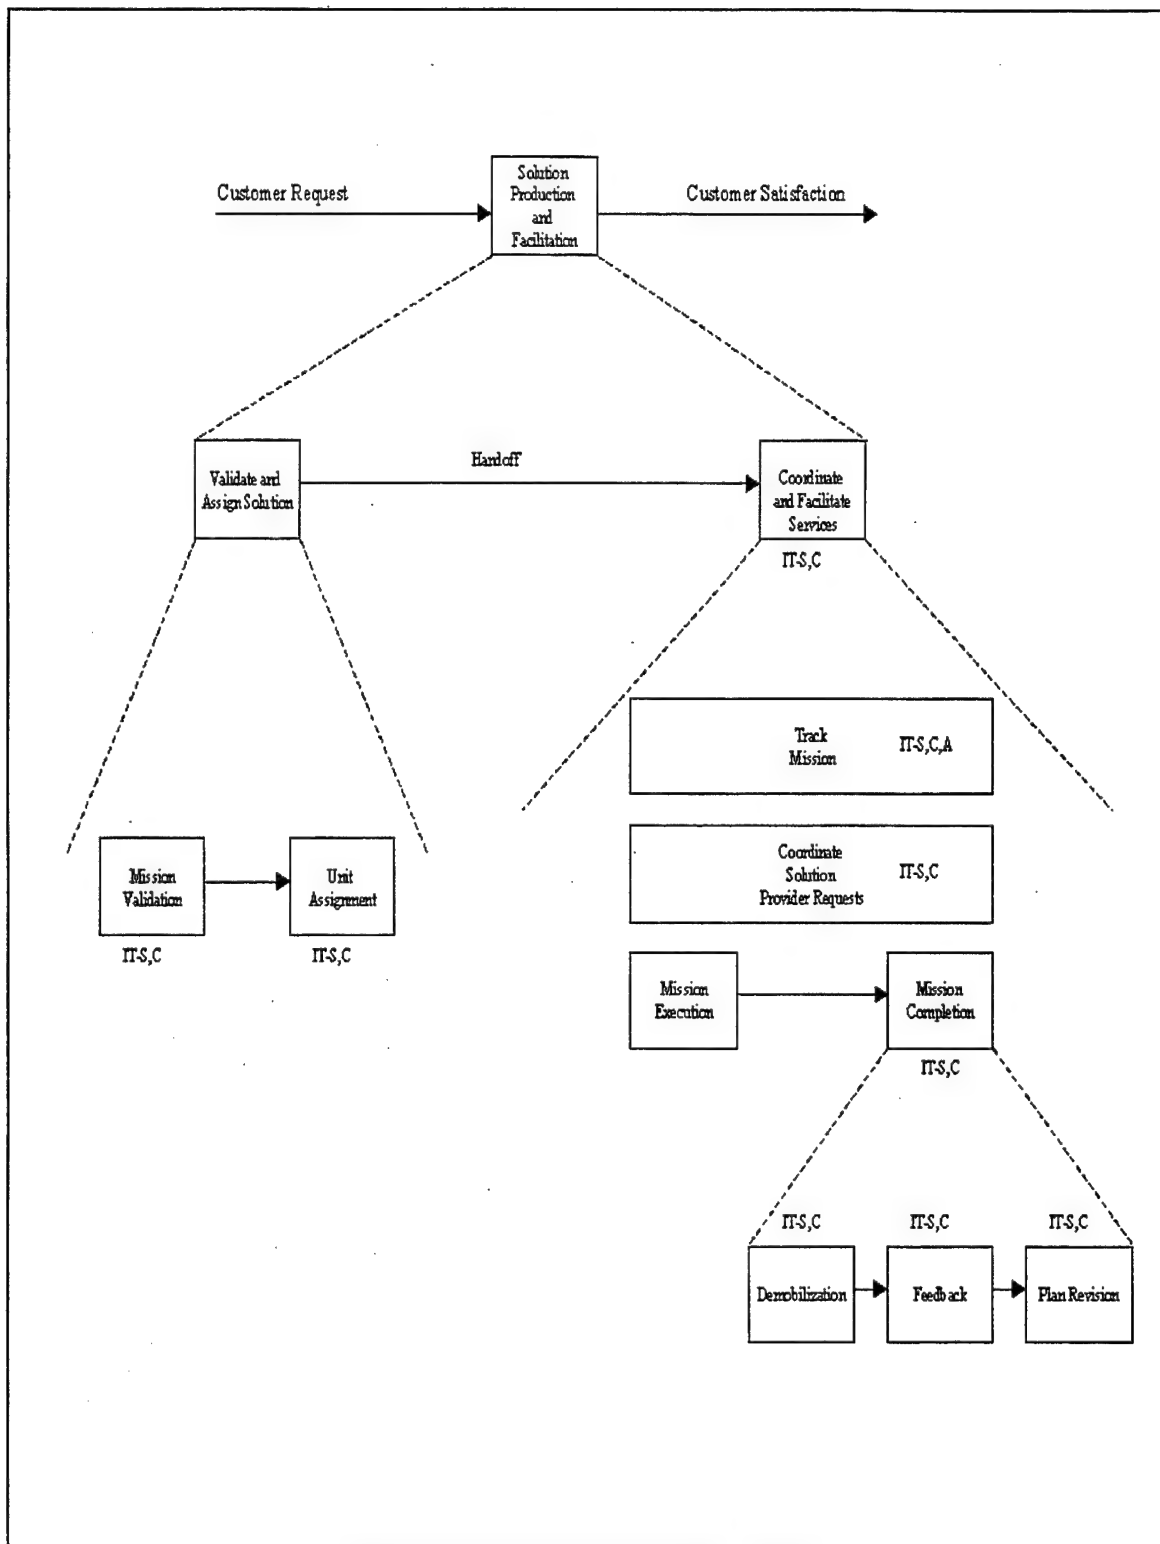 Solution
Production
and
Facilitation
Customer Request
Customer Satisfaction
Validate and
Assign Solution
Handoff
Coordinate
and Facilitate
Services
IT-S,C
Track
Mission
IT-S,C,A
Coordinate
Solution
Provider Requests
IT-S,C
Mission
Validation
IT-S,C
Unit
Assignment
IT-S,C
Mission
Execution
Mission
Completion
IT-S,C
IT-S,C
IT-S,C
IT-S,C
Demobilization
Feedback
Plan Revision